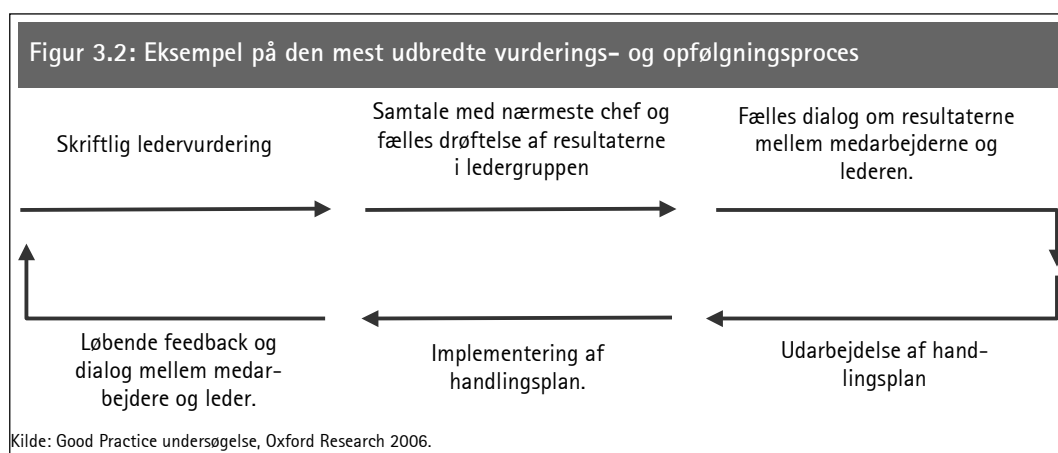 Figur 3.2: Eksempel på den mest udbredte vurderings- og opfølgningsproces
Skriftlig ledervurdering
Samtale med nærmeste chef og
fælles drøftelse af resultaterne
i ledergruppen
Fælles dialog om resultaterne
mellem medarbejderne og
lederen.
Løbende feedback og
dialog mellem medar-
bejdere og leder.
Implementering af
handlingsplan.
Udarbejdelse af hand-
lingsplan
Kilde: Good Practice undersøgelse, Oxford Research 2006.